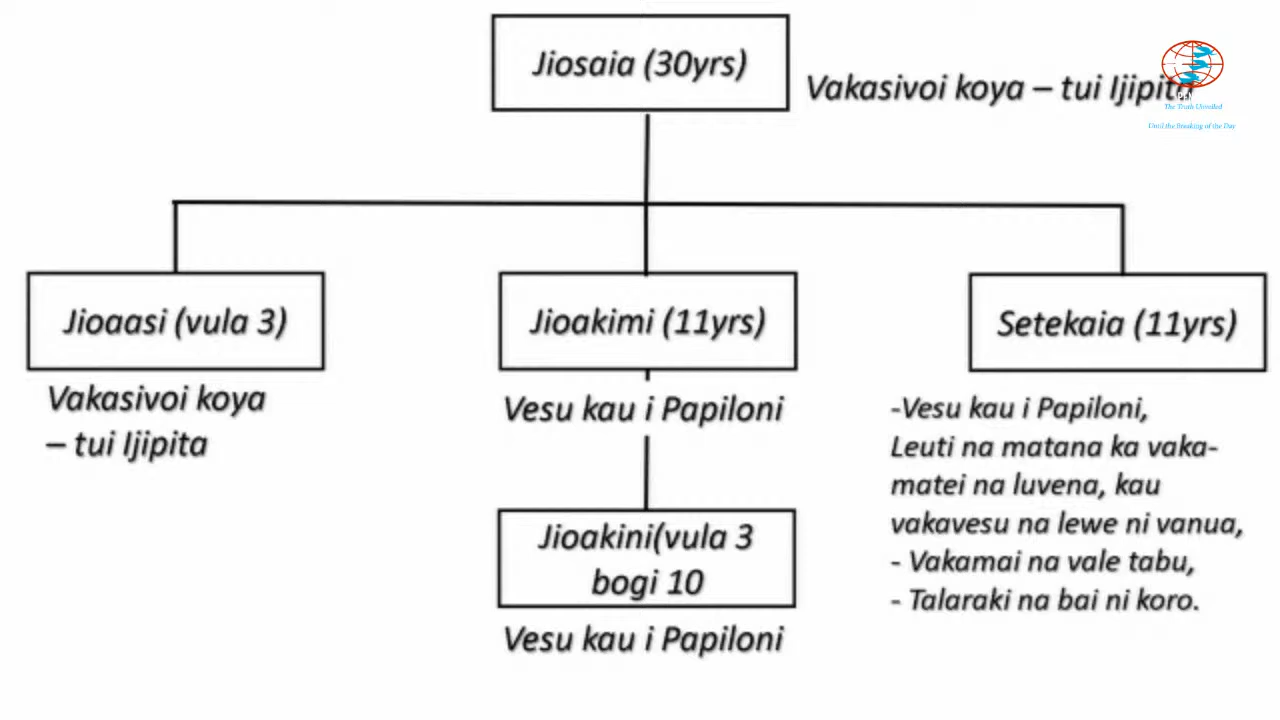 Jiosaia (30yrs)
Vakasivoi koya – tui Ijipita
The Truth Unveiled
Until the Breaking of the Day
Jioaasi (vula 3)
Jioakimi (11yrs)
Setekaia (11yrs)
Vakasivoi koya
– tui Ijipita
Vesu kau i Papiloni
-Vesu kau i Papiloni,
Leuti na matana ka vaka-
matei na luvena, kau
vakavesu na lewe ni vanua,
- Vakamai na vale tabu,
- Talaraki na bai ni koro.
Jioakini(vula 3
bogi 10
Vesu kau i Papiloni